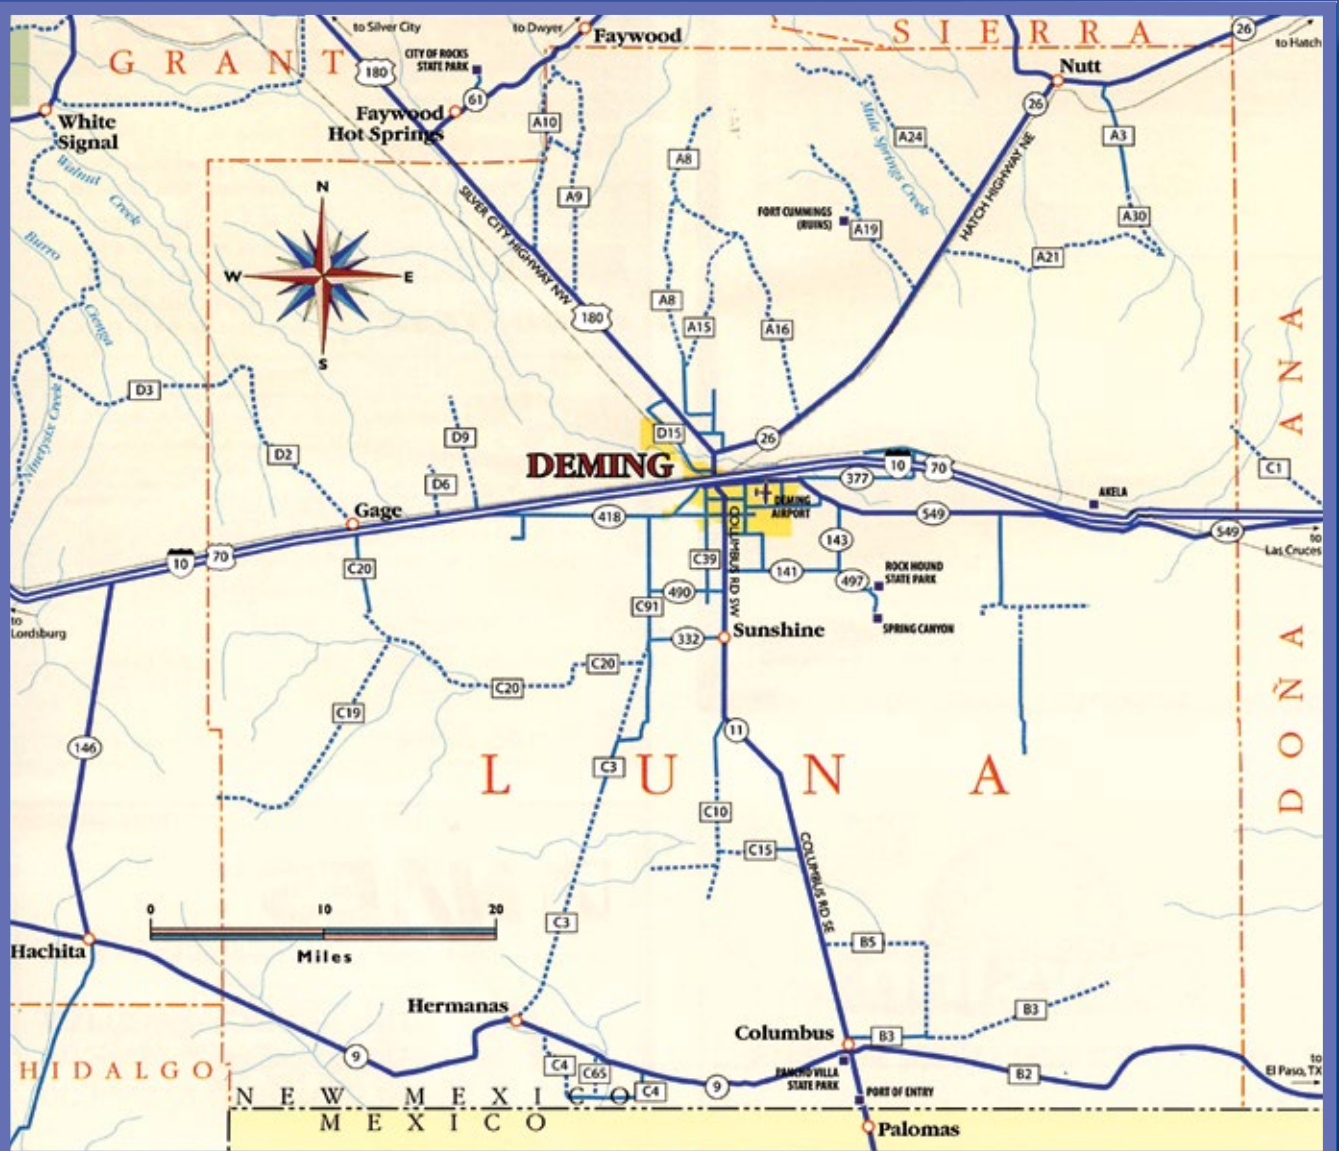 to Silver City
to Dwyer
Faywood
SIERRA
26
to Hatch
GRANT
180
CITY OF ROCKS
STATE PARK
61
Nutt
White
Signal
Faywood
Hot Springs
A10
A8
A24
26
A3
Mule Springs Creek
HATCH HIGHWAY NE
Walnut Creek
N
SILVER CITY HIGHWAY NW
A9
FORT CUMMINGS
(RUINS)
A19
A30
Burro
Cienga
W
E
A21
A8
180
A15
A16
S
DOÑA ANA
D3
Ninetysix Creek
D2
D9
D15
26
DEMING
10
70
377
C1
D6
AKELA
Gage
DEMING
AIRPORT
418
549
549
to
Las Cruces
10
70
C20
COLUMBUS RD SW
C39
143
141
ROCK HOUND
STATE PARK
497
490
C91
to
Lordsburg
332
Sunshine
SPRING CANYON
C20
C20
C19
11
146
C3
LUNA
C10
C15
COLUMBUS RD SE
0
10
20
Miles
C3
B5
Hachita
Hermanas
B3
Columbus
B3
9
HIDALGO
C4
C65
C4
9
PANCHO VILLA
STATE PARK
B2
to
El Paso, TX
PORT OF ENTRY
NEW MEXICO
MEXICO
Palomas